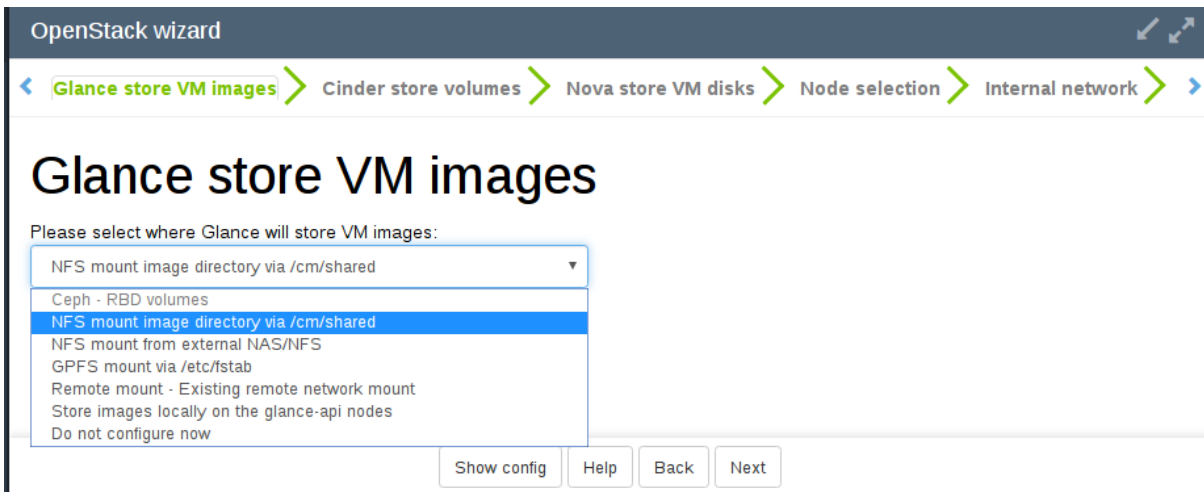 OpenStack wizard
Glance store VM images Cinder store volumes Nova store VM disks Node selection Internal network
Glance store VM images
Please select where Glance will store VM images:
NFS mount image directory via /cm/shared
Ceph - RBD volumes
NFS mount image directory via /cm/shared
NFS mount from external NAS/NFS
GPFS mount via /etc/fstab
Remote mount - Existing remote network mount
Store images locally on the glance-api nodes
Do not configure now
Show config Help Back Next